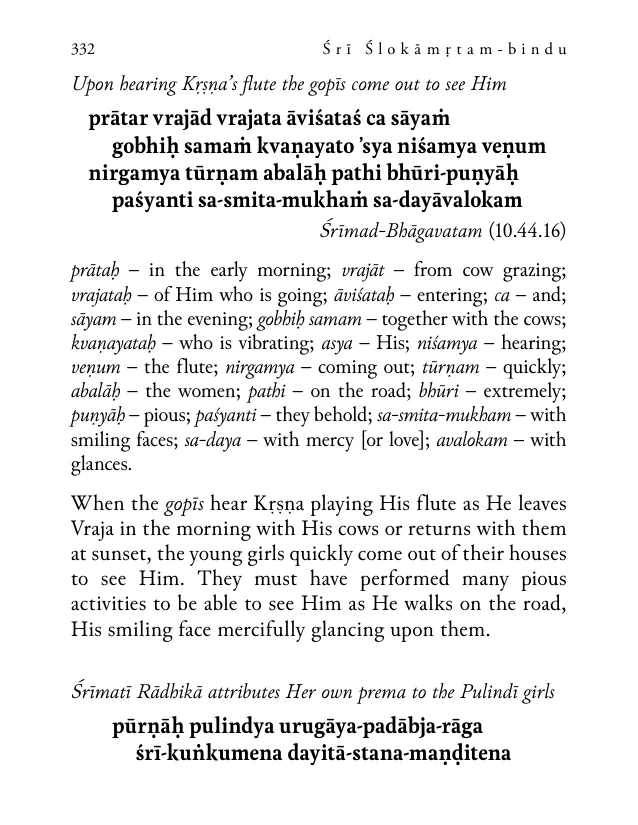 332
Śrī Ślokāmṛtam-bindu
Upon hearing Kṛṣṇa’s flute the gopīs come out to see Him
prātar vrajād vrajata āviśataś ca sāyaṁ
gobhiḥ samaṁ kvaṇayato ’sya niśamya veṇum
nirgamya tūrṇam abalāḥ pathi bhūri-puṇyāḥ
paśyanti sa-smita-mukhaṁ sa-dayāvalokam
Śrīmad-Bhāgavatam (10.44.16)
prātaḥ – in the early morning; vrajāt – from cow grazing;
vrajataḥ – of Him who is going; āviśataḥ – entering; ca – and;
sāyam – in the evening; gobhiḥ samam – together with the cows;
kvaṇayataḥ – who is vibrating; asya – His; niśamya – hearing;
veṇum – the flute; nirgamya – coming out; tūrṇam – quickly;
abalāḥ – the women; pathi – on the road; bhūri – extremely;
puṇyāḥ – pious; paśyanti – they behold; sa-smita-mukham – with
smiling faces; sa-daya – with mercy [or love]; avalokam – with
glances.
When the gopīs hear Kṛṣṇa playing His flute as He leaves
Vraja in the morning with His cows or returns with them
at sunset, the young girls quickly come out of their houses
to see Him. They must have performed many pious
activities to be able to see Him as He walks on the road,
His smiling face mercifully glancing upon them.
Śrīmatī Rādhikā attributes Her own prema to the Pulindī girls
pūrṇāḥ pulindya urugāya-padābja-rāga
śrī-kuṅkumena dayitā-stana-maṇḍitena